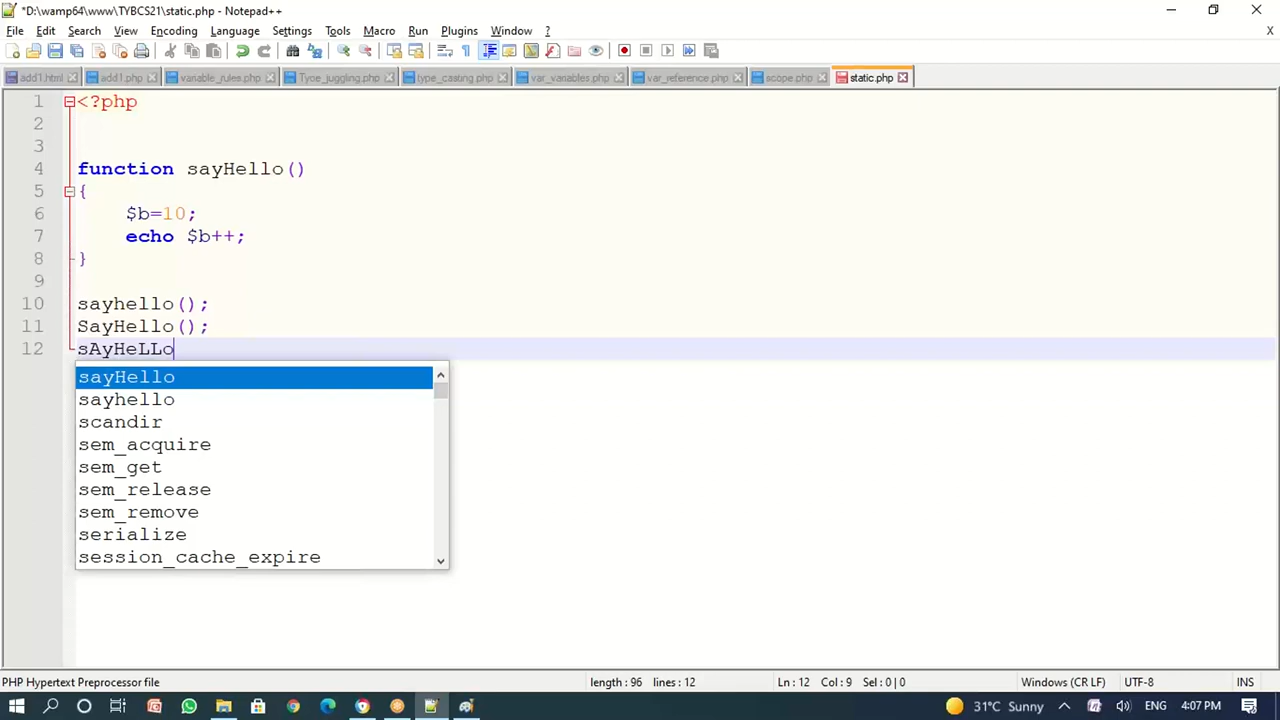 *D:\wamp64\www\TYBCS21\static.php - Notepad++
File Edit Search View Encoding Language Settings Tools Macro Run Plugins Window ?
X
add1.html add1.php variable_rules.php Tyoe_juggling.php type_casting.php var_variables.php var_reference.php scope.php static.php
1 <?php
2
3
4 function sayHello()
5 {
6 $b=10;
7 echo $b++;
8 }
9
10 sayhello();
11 SayHello();
12 sAyHeLLo
sayHello
sayhello
scandir
sem_acquire
sem_get
sem_release
sem_remove
serialize
session_cache_expire
PHP Hypertext Preprocessor file length : 96 lines : 12 Ln : 12 Col : 9 Sel : 0 | 0 Windows (CR LF) UTF-8 INS
31°C Sunny ENG 4:07 PM